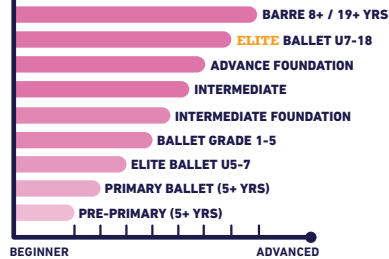 BARRE 8+ / 19+ YRS
ELITE BALLET U7-18
ADVANCE FOUNDATION
INTERMEDIATE
INTERMEDIATE FOUNDATION
BALLET GRADE 1-5
ELITE BALLET U5-7
PRIMARY BALLET (5+ YRS)
PRE-PRIMARY (5+ YRS)
BEGINNER ADVANCED